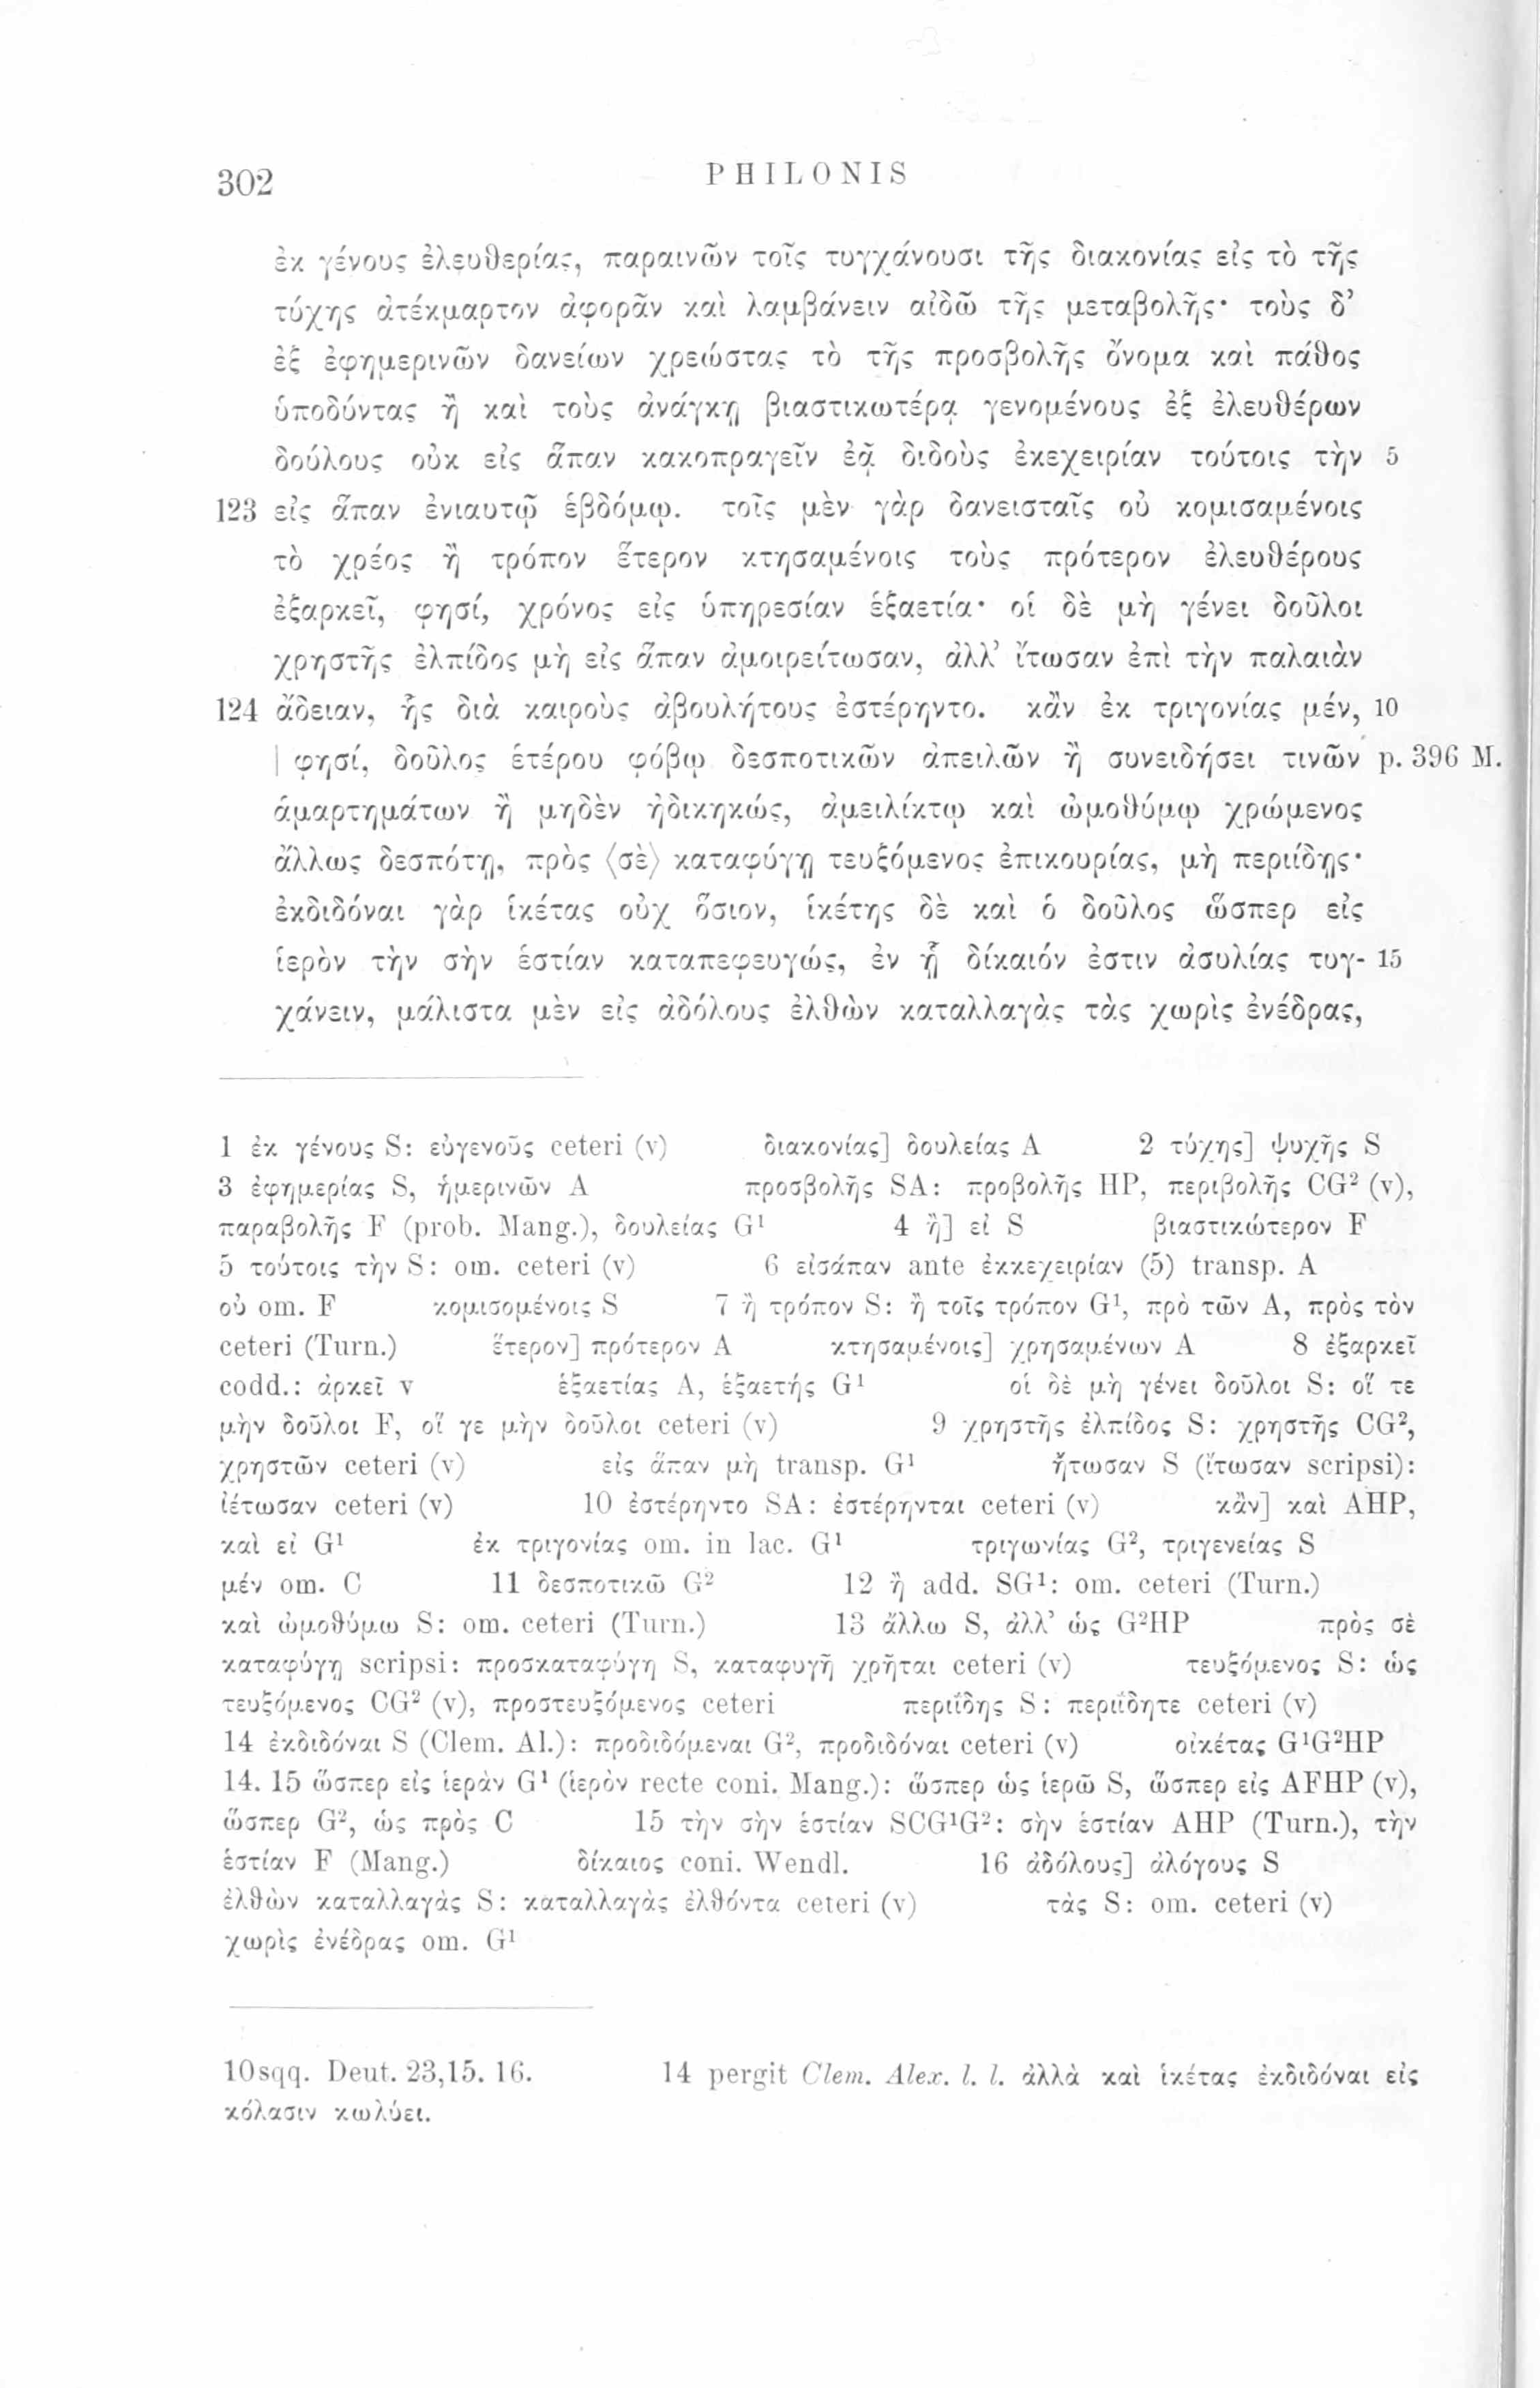 302
PHILONIS
ἐκ γένους ἐλευθερίας, παραινῶν τοῖς τυγχάνουσι τῆς διακονίας εἰς τὸ τῆς
τύχης ἀτέκμαρτον ἀφορᾶν καὶ λαμβάνειν αἰδῶ τῆς μεταβολῆς· τοὺς δ’
ἐξ ἐφημερινῶν δανείων χρεώστας τὸ τῆς προσβολῆς ὄνομα καὶ πάθος
ὑποδύντας ἢ καὶ τοὺς ἀνάγκῃ βιαστικωτέρᾳ γενομένους ἐξ ἐλευθέρων
δούλους οὐκ εἰς ἅπαν κακοπραγεῖν ἐᾷ διδοὺς ἐκεχειρίαν τούτοις τὴν 5
123 εἰς ἅπαν ἐνιαυτῷ ἑβδόμῳ. τοῖς μὲν γὰρ δανεισταῖς οὐ κομισαμένοις
τὸ χρέος ἢ τρόπον ἕτερον κτησαμένοις τοὺς πρότερον ἐλευθέρους
ἐξαρκεῖ, φησί, χρόνος εἰς ὑπηρεσίαν ἑξαετία· οἱ δὲ μὴ γένει δοῦλοι
χρηστῆς ἐλπίδος μὴ εἰς ἅπαν ἀμοιρείτωσαν, ἀλλ’ ἴτωσαν ἐπὶ τὴν παλαιὰν
124 ἄδειαν, ἧς διὰ καιροὺς ἀβουλήτους ἐστέρηντο. κἂν ἐκ τριγονίας μέν, 10
| φησί, δοῦλος ἑτέρου φόβῳ δεσποτικῶν ἀπειλῶν ἢ συνειδήσει τινῶν p. 396 M.
ἁμαρτημάτων ἢ μηδὲν ἠδικηκώς, ἀμειλίκτῳ καὶ ὠμοθύμῳ χρώμενος
ἄλλως δεσπότῃ, πρὸς ⟨σὲ⟩ καταφύγῃ τευξόμενος ἐπικουρίας, μὴ περιίδῃς·
ἐκδιδόναι γὰρ ἱκέτας οὐχ ὅσιον, ἱκέτης δὲ καὶ ὁ δοῦλος ὥσπερ εἰς
ἱερὸν τὴν σὴν ἑστίαν καταπεφευγώς, ἐν ᾗ δίκαιόν ἐστιν ἀσυλίας τυγ- 15
χάνειν, μάλιστα μὲν εἰς ἀδόλους ἐλθὼν καταλλαγὰς τὰς χωρὶς ἐνέδρας,
1 ἐκ γένους S: εὐγενοῦς ceteri (v) διακονίας] δουλείας A 2 τύχης] ψυχῆς S
3 ἐφημερίας S, ἡμερινῶν A προσβολῆς SA: προβολῆς HP, περιβολῆς CG² (v),
παραβολῆς F (prob. Mang.), δουλείας G¹ 4 ἢ] εἰ S βιαστικώτερον F
5 τούτοις τὴν S: om. ceteri (v) 6 εἰσάπαν ante ἐκκεχειρίαν (5) transp. A
οὐ om. F κομισομένοις S 7 ἢ τρόπον S: ἢ τοῖς τρόπον G¹, πρὸ τῶν A, πρὸς τὸν
ceteri (Turn.) ἕτερον] πρότερον A κτησαμένοις] χρησαμένων A 8 ἐξαρκεῖ
codd.: ἀρκεῖ v ἑξαετίας A, ἑξαετής G¹ οἱ δὲ μὴ γένει δοῦλοι S: οἵ τε
μὴν δοῦλοι F, οἵ γε μὴν δοῦλοι ceteri (v) 9 χρηστῆς ἐλπίδος S: χρηστῆς CG²,
χρηστῶν ceteri (v) εἰς ἅπαν μὴ transp. G¹ ἤτωσαν S (ἴτωσαν scripsi):
ἰέτωσαν ceteri (v) 10 ἐστέρηντο SA: ἐστέρηνται ceteri (v) κἂν] καὶ AHP,
καὶ εἰ G¹ ἐκ τριγονίας om. in lac. G¹ τριγωνίας G², τριγενείας S
μέν om. C 11 δεσποτικῶ G² 12 ἢ add. SG¹: om. ceteri (Turn.)
καὶ ὠμοθύμω S: om. ceteri (Turn.) 13 ἄλλω S, ἀλλ’ ὡς G²HP πρὸς σὲ
καταφύγῃ scripsi: προσκαταφύγη S, καταφυγῇ χρῆται ceteri (v) τευξόμενος S: ὡς
τευξόμενος CG² (v), προστευξόμενος ceteri περιΐδης S: περιΐδητε ceteri (v)
14 ἐκδιδόναι S (Clem. Al.): προδιδόμεναι G², προδιδόναι ceteri (v) οἰκέτας G¹G²HP
14. 15 ὥσπερ εἰς ἱερὰν G¹ (ἱερὸν recte coni. Mang.): ὥσπερ ὡς ἱερῶ S, ὥσπερ εἰς AFHP (v),
ὥσπερ G², ὡς πρὸς C 15 τὴν σὴν ἑστίαν SCG¹G²: σὴν ἑστίαν AHP (Turn.), τὴν
ἑστίαν F (Mang.) δίκαιος coni. Wendl. 16 ἀδόλους] ἀλόγους S
ἐλθὼν καταλλαγὰς S: καταλλαγὰς ἐλθόντα ceteri (v) τὰς S: om. ceteri (v)
χωρὶς ἐνέδρας om. G¹
10sqq. Deut. 23,15. 16. 14 pergit Clem. Alex. l. l. ἀλλὰ καὶ ἱκέτας ἐκδιδόναι εἰς
κόλασιν κωλύει.